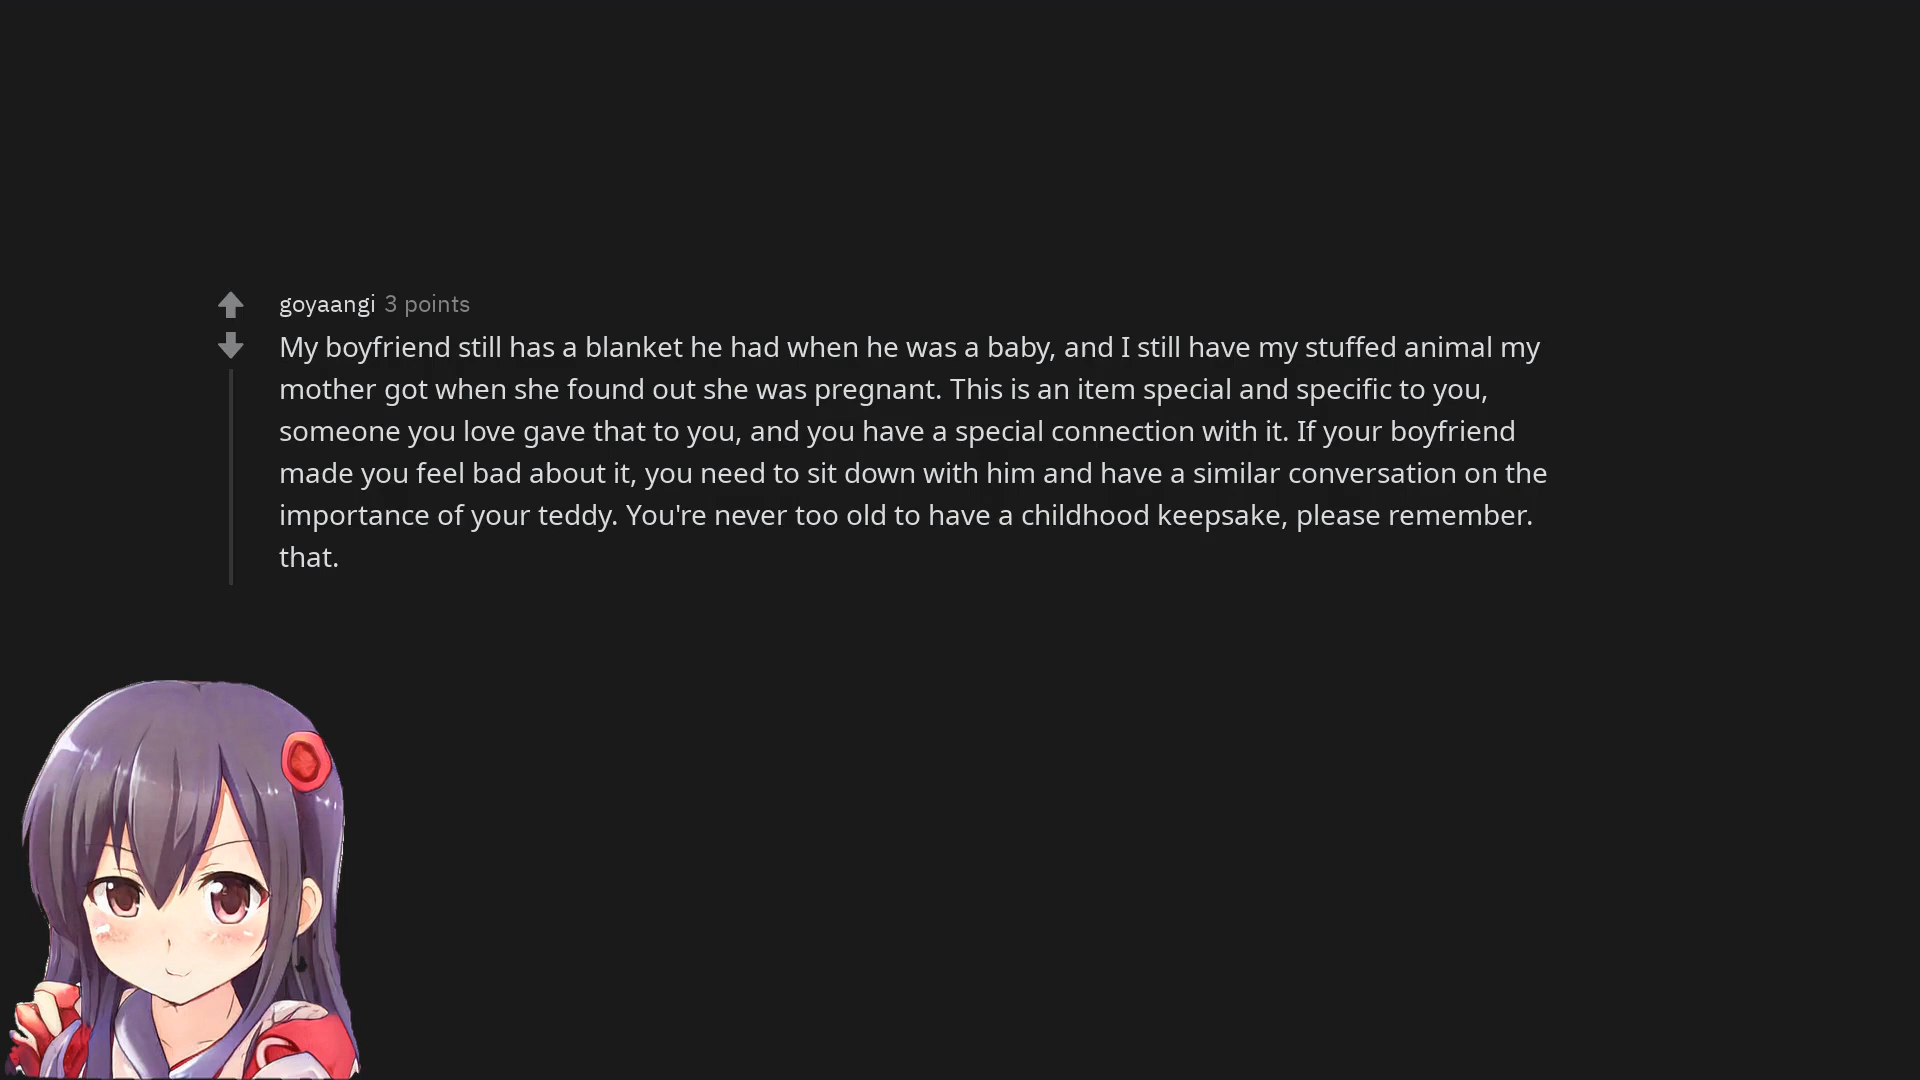 goyaangi 3 points
My boyfriend still has a blanket he had when he was a baby, and I still have my stuffed animal my
mother got when she found out she was pregnant. This is an item special and specific to you,
someone you love gave that to you, and you have a special connection with it. If your boyfriend
made you feel bad about it, you need to sit down with him and have a similar conversation on the
importance of your teddy. You're never too old to have a childhood keepsake, please remember.
that.